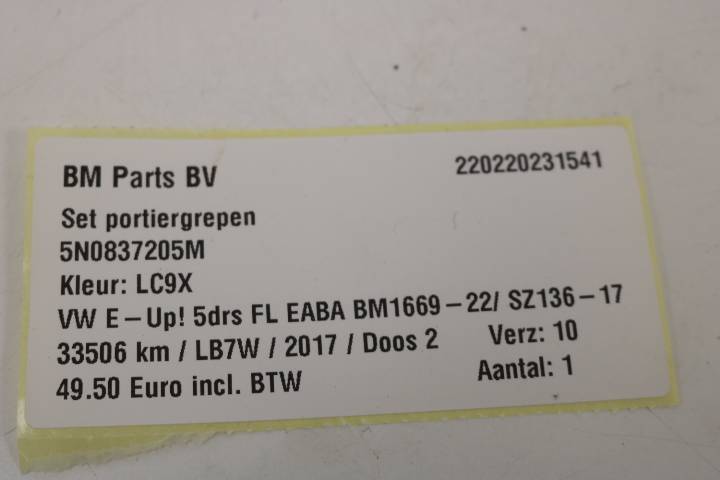 BM Parts BV 220220231541
Set portiergrepen
5N0837205M
Kleur: LC9X
VW E-Up! 5drs FL EABA BM1669-22/ SZ136-17
33506 km / LB7W / 2017 / Doos 2 Verz: 10
49.50 Euro incl. BTW Aantal: 1